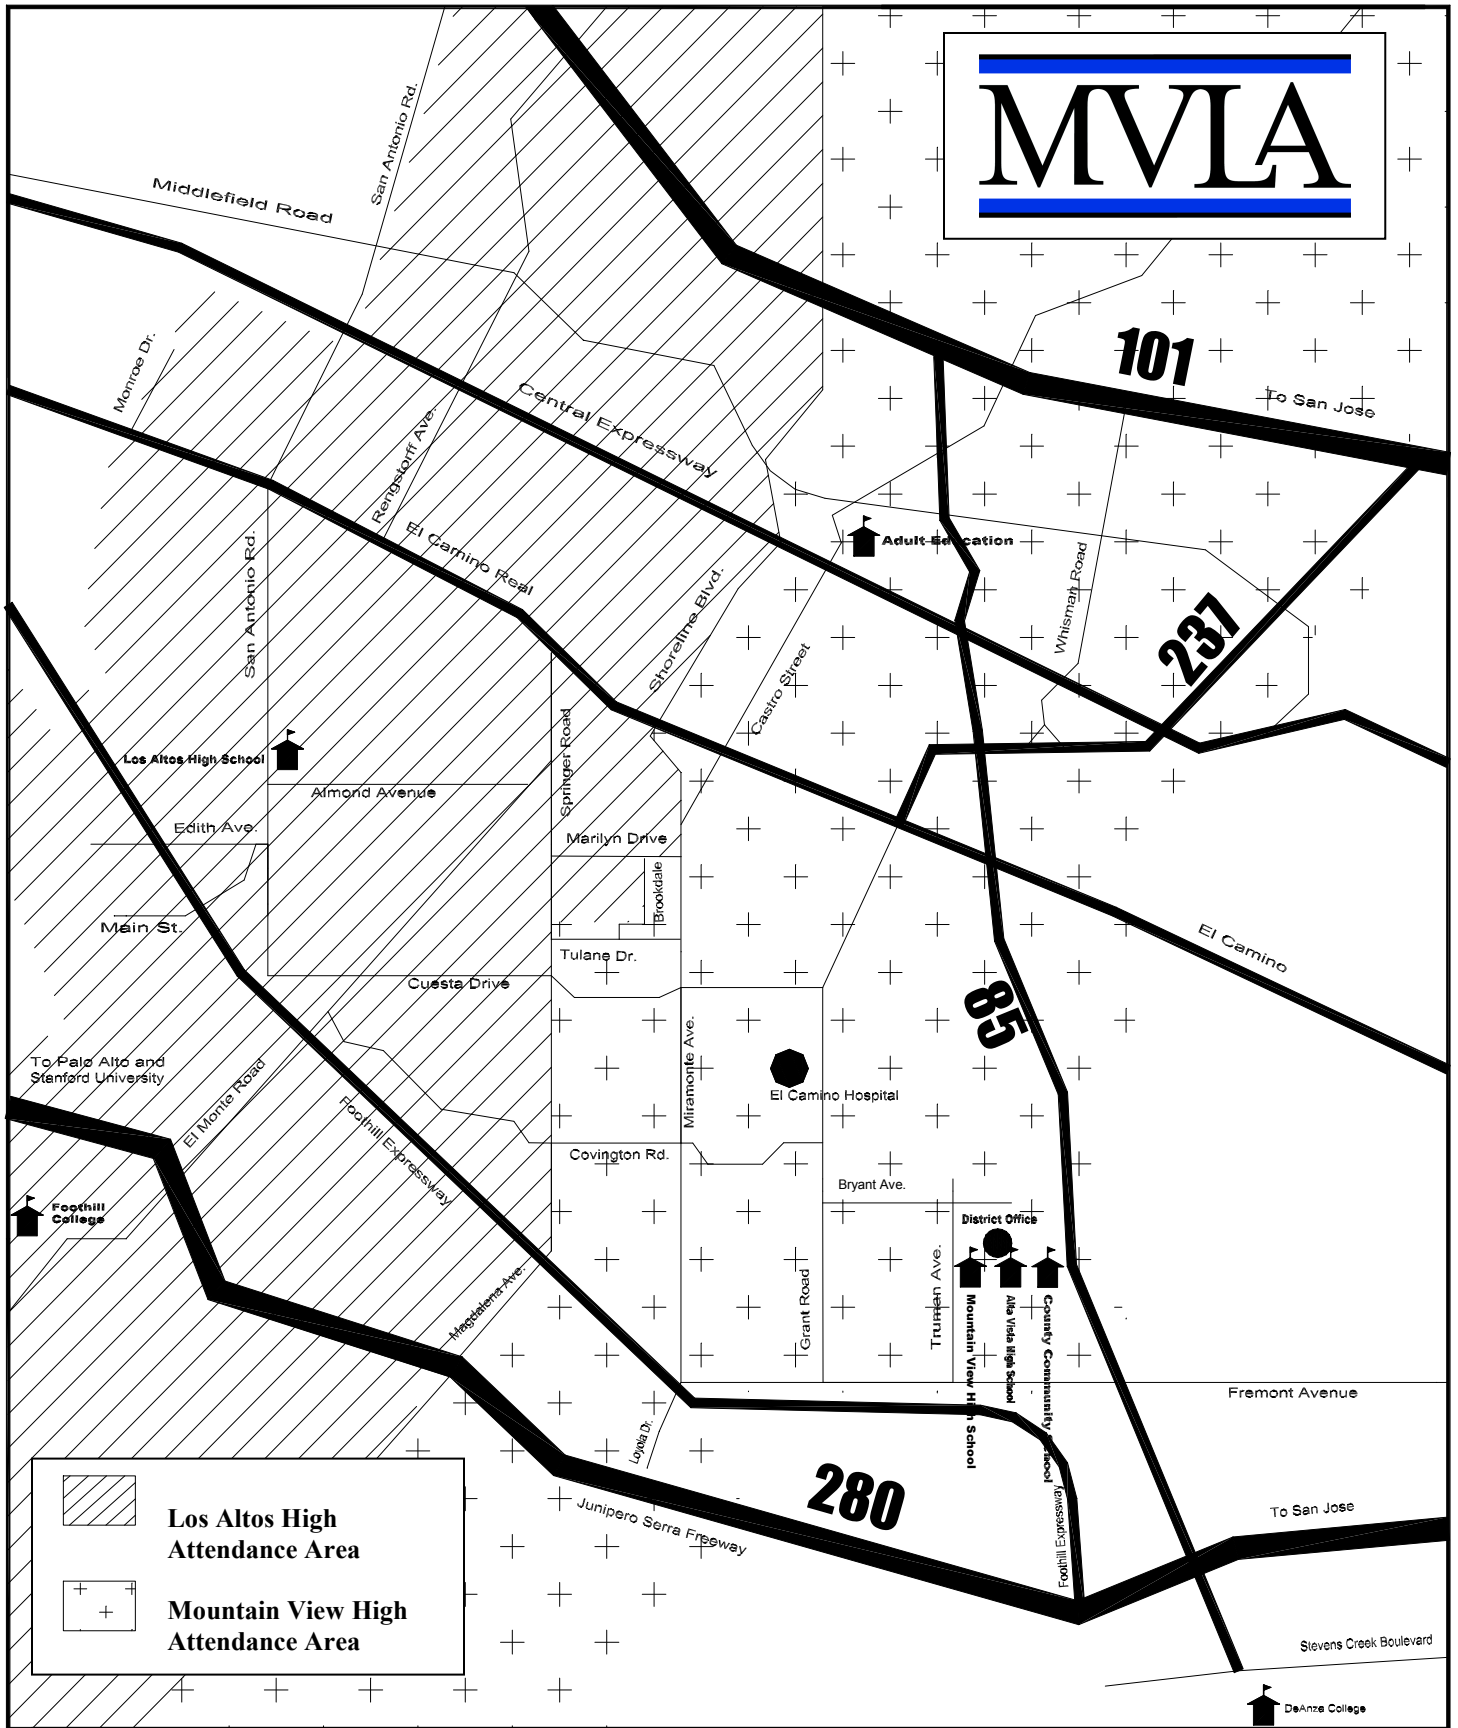 MVLA
San Antonio Rd.
Middlefield Road
101
To San Jose
Monroe Dr.
Central Expressway
Rengstorff Ave.
El Camino Real
San Antonio Rd.
Adult Education
Whisman Road
237
Shoreline Blvd.
Castro Street
Springer Road
Los Altos High School
Almond Avenue
Edith Ave.
Marilyn Drive
Brookdale
Main St.
El Camino
Tulane Dr.
Cuesta Drive
85
To Palo Alto and
Stanford University
El Monte Road
Foothill Expressway
Miramonte Ave.
El Camino Hospital
Covington Rd.
Bryant Ave.
Foothill
College
District Office
Magdalena Ave.
Grant Road
Truman Ave.
Mountain View High School
Alta Vista High School
County Community School
Fremont Avenue
Loyola Dr.
280
Junipero Serra Freeway
Foothill Expressway
To San Jose
Los Altos High
Attendance Area
Mountain View High
Attendance Area
Stevens Creek Boulevard
DeAnza College